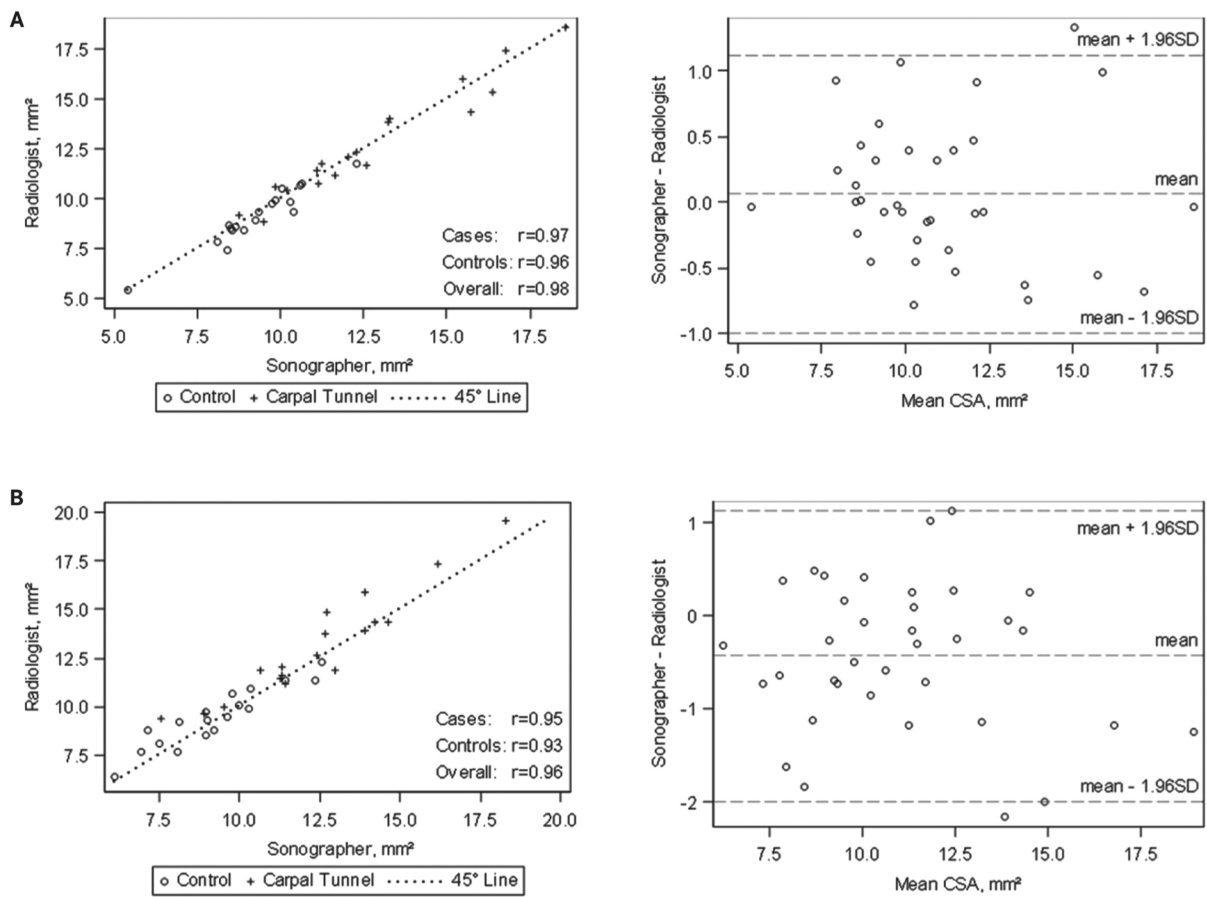 A
Radiologist, mm²
17.5
15.0
12.5
10.0
7.5
5.0
Cases: r=0.97
Controls: r=0.96
Overall: r=0.98
5.0 7.5 10.0 12.5 15.0 17.5
Sonographer, mm²
Control Carpal Tunnel 45° Line
Sonographer - Radiologist
1.0
0.5
0.0
-0.5
-1.0
mean + 1.96SD
mean
mean - 1.96SD
5.0 7.5 10.0 12.5 15.0 17.5
Mean CSA, mm²
B
Radiologist, mm²
20.0
17.5
15.0
12.5
10.0
7.5
Cases: r=0.95
Controls: r=0.93
Overall: r=0.96
7.5 10.0 12.5 15.0 17.5 20.0
Sonographer, mm²
Control Carpal Tunnel 45° Line
Sonographer - Radiologist
1
0
-1
-2
mean + 1.96SD
mean
mean - 1.96SD
7.5 10.0 12.5 15.0 17.5
Mean CSA, mm²